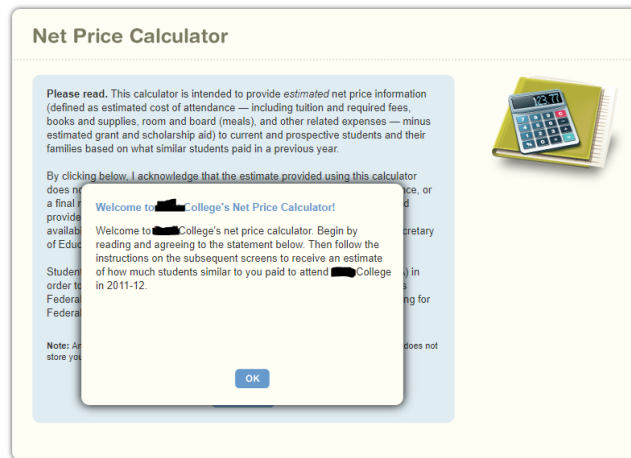 Net Price Calculator
Please read. This calculator is intended to provide estimated net price information
(defined as estimated cost of attendance — including tuition and required fees,
books and supplies, room and board (meals), and other related expenses — minus
estimated grant and scholarship aid) to current and prospective students and their
families based on what similar students paid in a previous year.
By clicking below, I acknowledge that the estimate provided using this calculator
does or
a final
provide
availab
of Educ
Student in
order to
Federal ng for
Federal
Note: does not
store you
Welcome to College's Net Price Calculator!
Welcome to College's net price calculator. Begin by
reading and agreeing to the statement below. Then follow the
instructions on the subsequent screens to receive an estimate
of how much students similar to you paid to attend College
in 2011-12.
OK
123.77